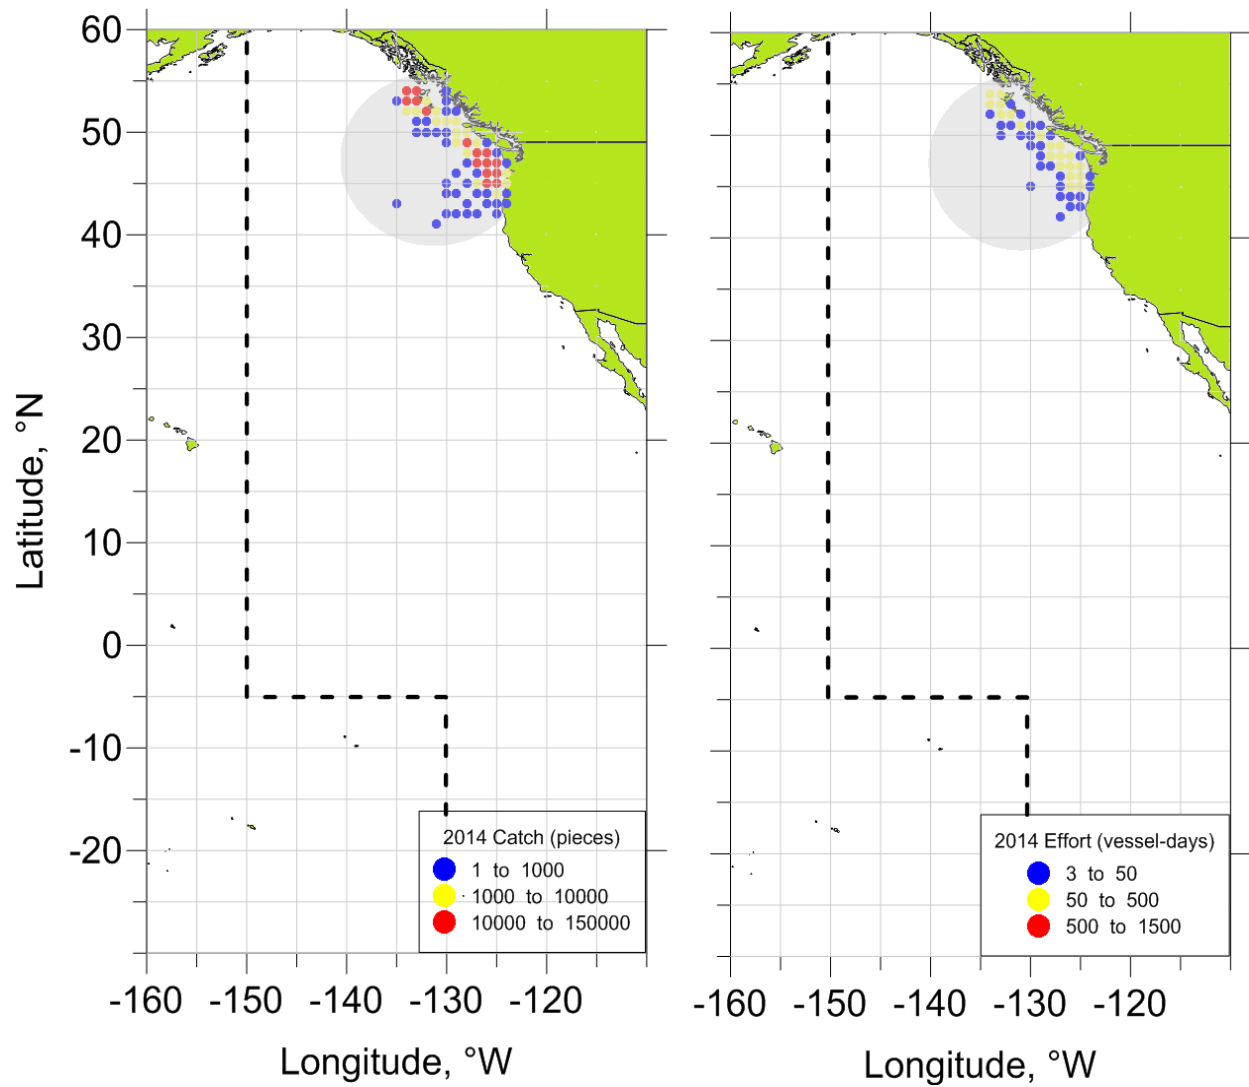 60
50
40
30
20
10
0
-10
-20
Latitude, °N
2014 Catch (pieces)
1 to 1000
1000 to 10000
10000 to 150000
-160 -150 -140 -130 -120
Longitude, °W
2014 Effort (vessel-days)
3 to 50
50 to 500
500 to 1500
-160 -150 -140 -130 -120
Longitude, °W